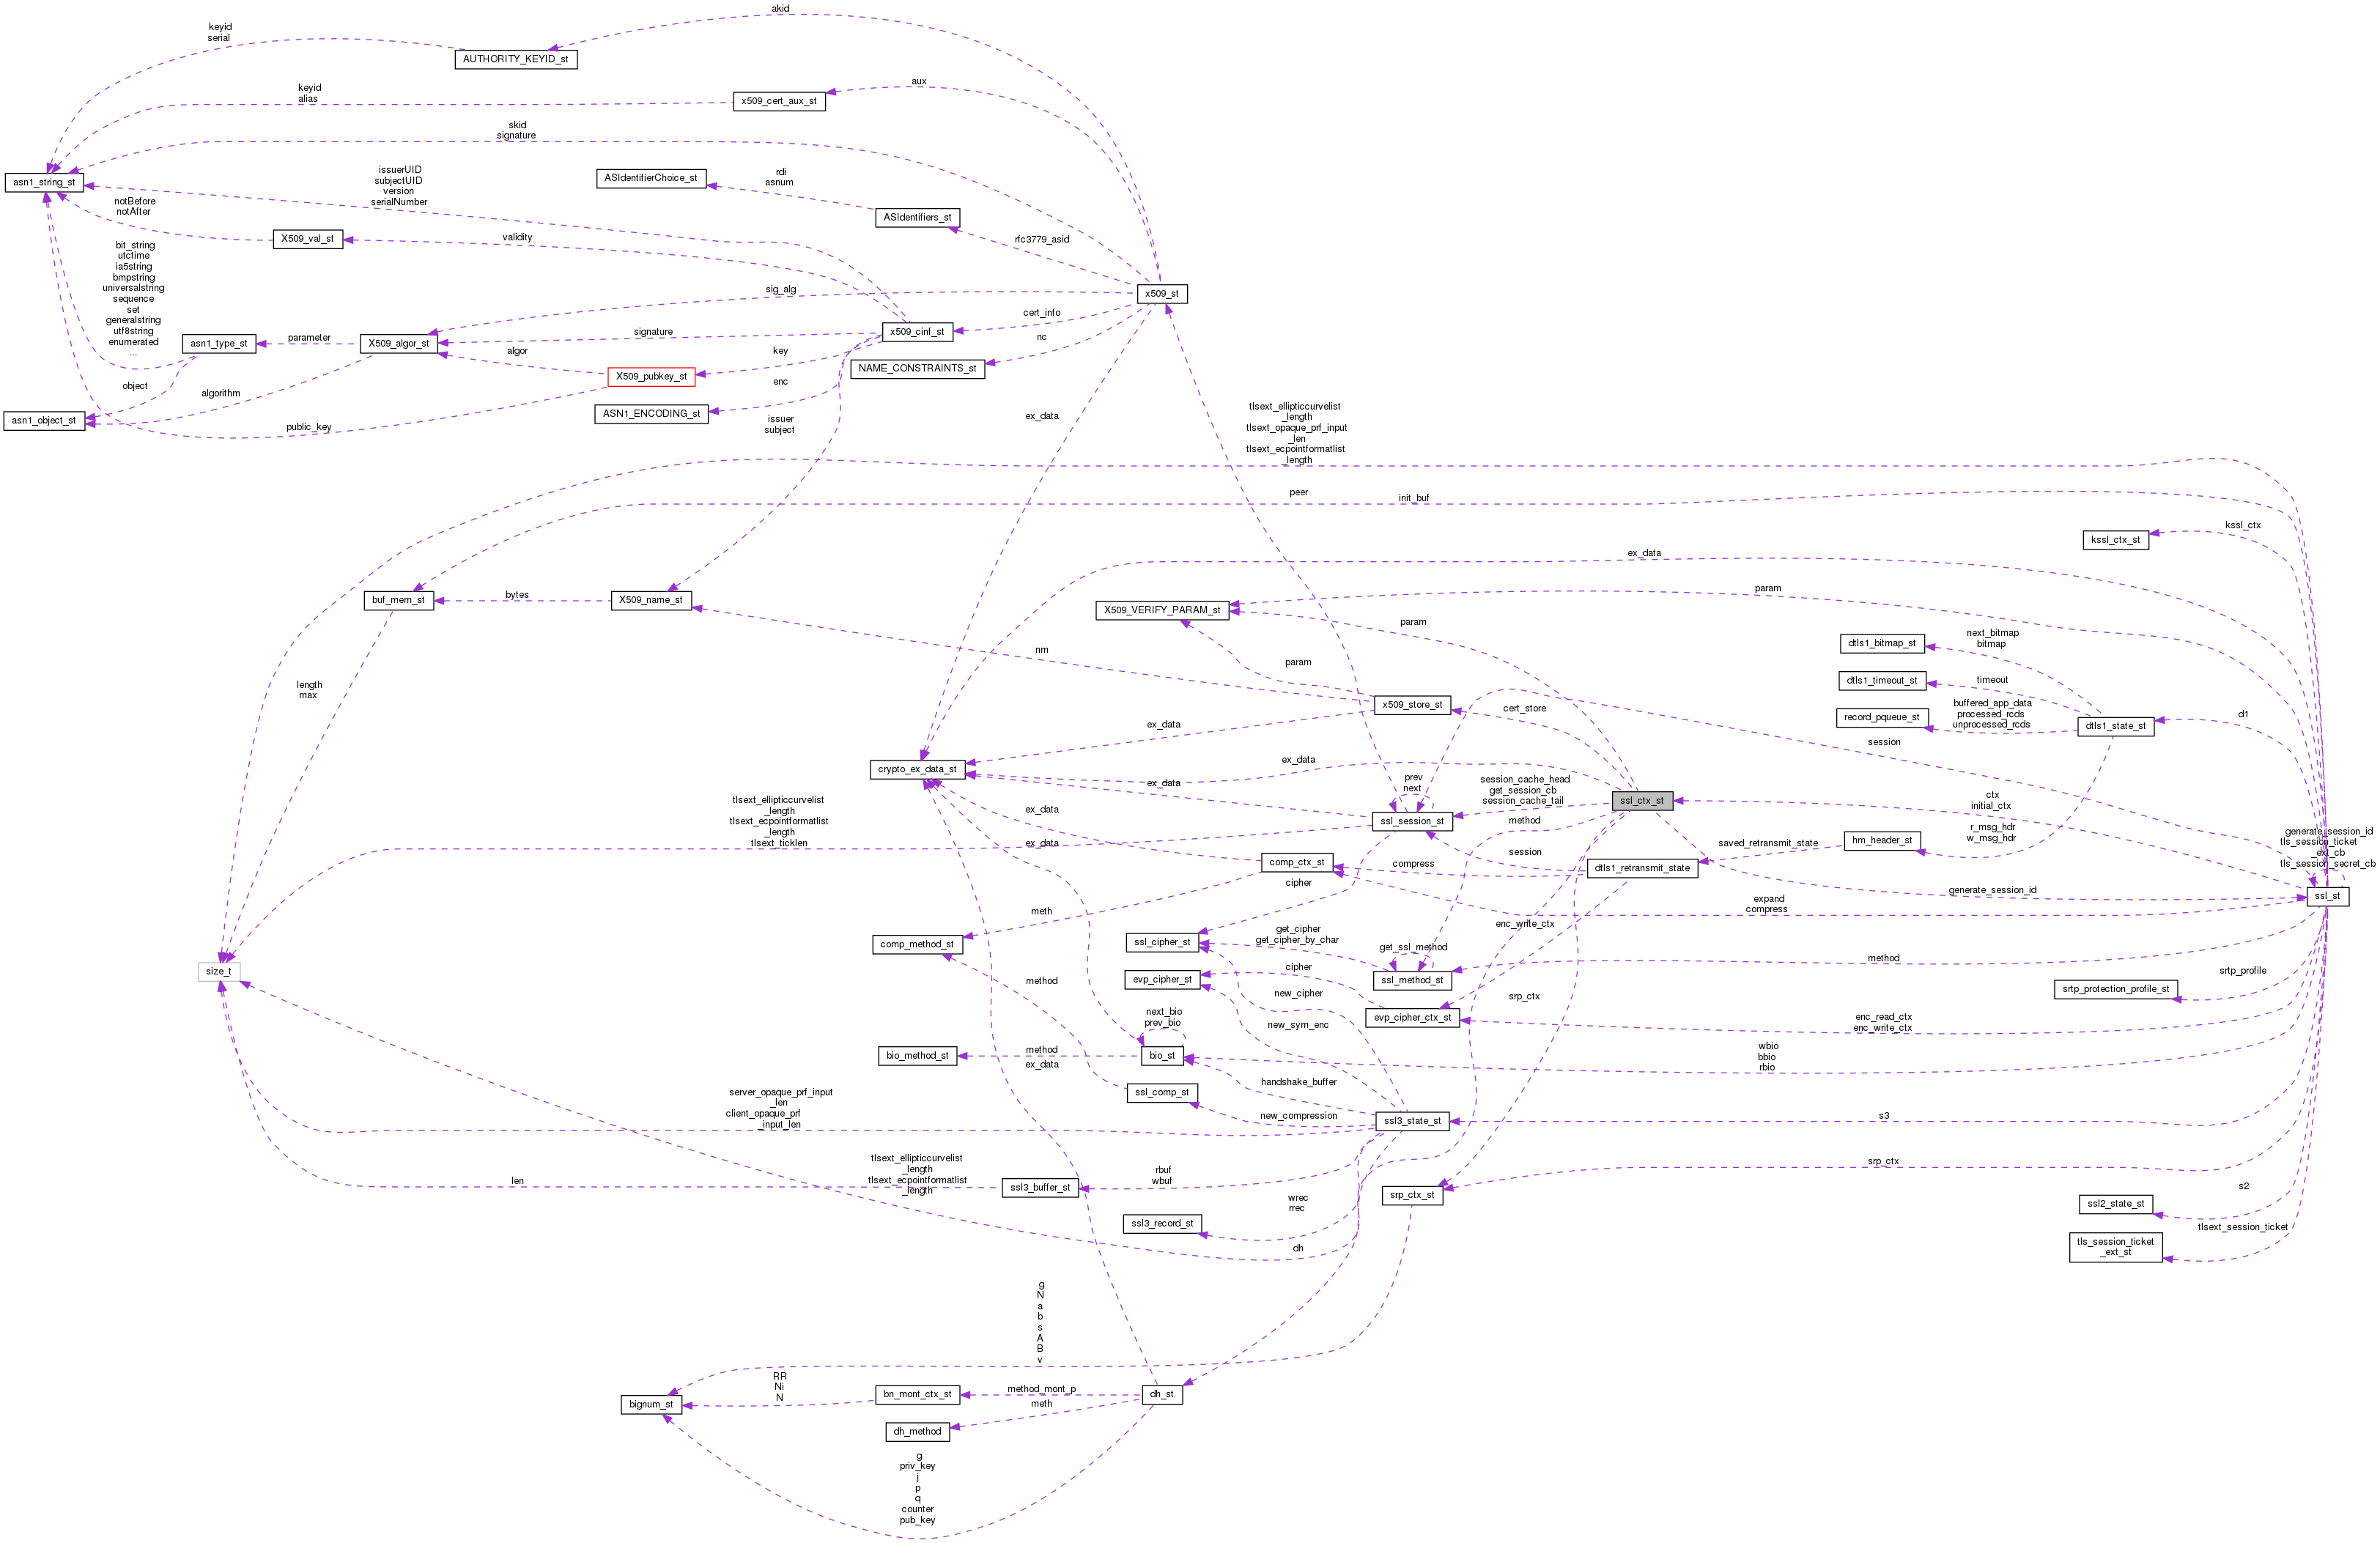 akid
keyid
serial
AUTHORITY_KEYID_st
aux
keyid
alias
x509_cert_aux_st
skid
signature
asn1_string_st
issuerUID
subjectUID
version
serialNumber
rdi
asnum
ASIdentifierChoice_st
ASIdentifiers_st
notBefore
notAfter
X509_val_st
validity
rfc3779_asid
bit_string
utctime
ia5string
bmpstring
universalstring
sequence
set
generalstring
utf8string
enumerated
...
sig_alg
x509_st
cert_info
x509_cinf_st
signature
asn1_type_st
parameter
X509_algor_st
algor
key
nc
NAME_CONSTRAINTS_st
X509_pubkey_st
object
algorithm
enc
ASN1_ENCODING_st
asn1_object_st
public_key
issuer
subject
ex_data
tlsext_ellipticcurvelist
_length
tlsext_opaque_prf_input
_len
tlsext_ecpointformatlist
_length
peer
init_buf
kssl_ctx
kssl_ctx_st
ex_data
buf_mem_st
bytes
X509_name_st
X509_VERIFY_PARAM_st
param
param
next_bitmap
bitmap
dtls1_bitmap_st
nm
param
timeout
dtls1_timeout_st
length
max
x509_store_st
cert_store
buffered_app_data
processed_rcds
unprocessed_rcds
record_pqueue_st
dtls1_state_st
d1
ex_data
session
crypto_ex_data_st
ex_data
ex_data
prev
next
session_cache_head
get_session_cb
session_cache_tail
ssl_ctx_st
ctx
initial_ctx
tlsext_ellipticcurvelist
_length
tlsext_ecpointformatlist
_length
tlsext_ticklen
ex_data
ssl_session_st
method
r_msg_hdr
w_msg_hdr
hm_header_st
saved_retransmit_state
generate_session_id
tls_session_ticket
_ext_cb
tls_session_secret_cb
ex_data
comp_ctx_st
compress
session
dtls1_retransmit_state
cipher
generate_session_id
ssl_st
meth
expand
compress
enc_write_ctx
comp_method_st
ssl_cipher_st
get_cipher
get_cipher_by_char
get_ssl_method
method
size_t
evp_cipher_st
cipher
ssl_method_st
srtp_profile
srtp_protection_profile_st
method
new_cipher
srp_ctx
evp_cipher_ctx_st
enc_read_ctx
enc_write_ctx
next_bio
prev_bio
new_sym_enc
bio_method_st
method
bio_st
wbio
bbio
rbio
ex_data
handshake_buffer
ssl_comp_st
server_opaque_prf_input
_len
client_opaque_prf
_input_len
new_compression
ssl3_state_st
s3
tlsext_ellipticcurvelist
_length
tlsext_ecpointformatlist
_length
len
ssl3_buffer_st
rbuf
wbuf
srp_ctx
srp_ctx_st
s2
ssl2_state_st
wrec
rrec
ssl3_record_st
tlsext_session_ticket
tls_session_ticket
_ext_st
dh
g
N
a
b
s
A
B
v
RR
Ni
N
bignum_st
bn_mont_ctx_st
method_mont_p
dh_st
meth
dh_method
g
priv_key
j
p
q
counter
pub_key